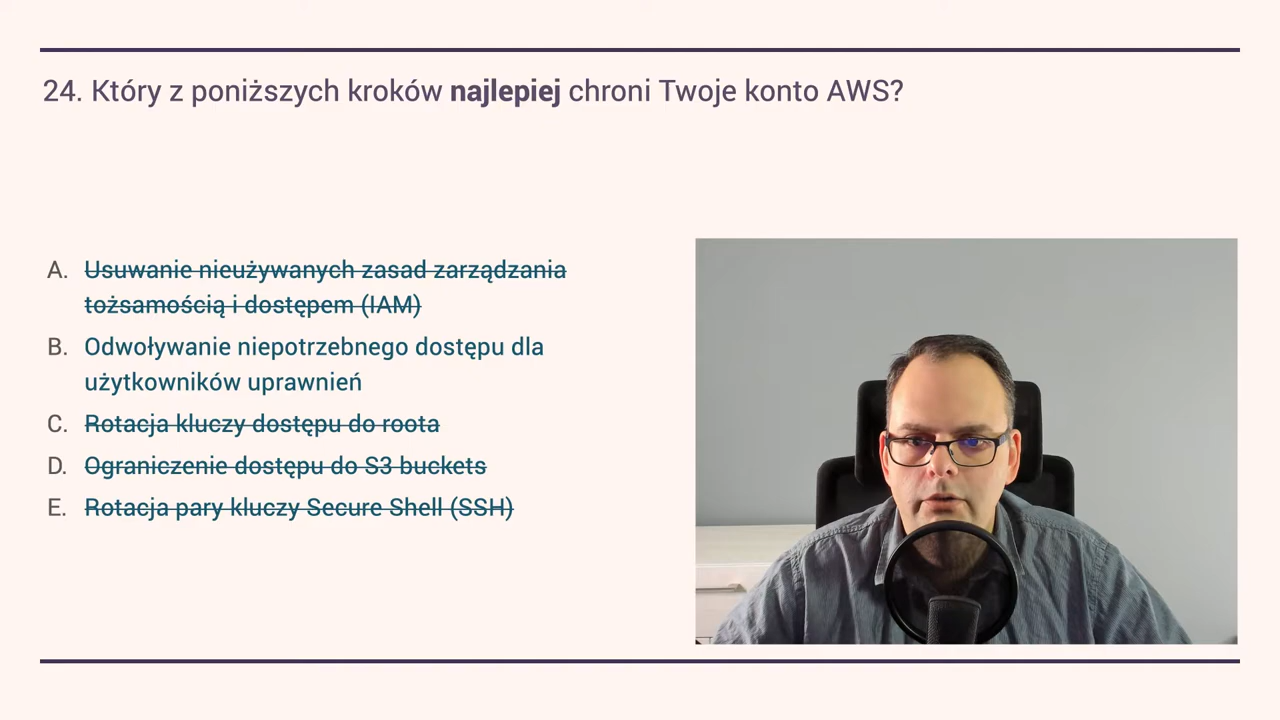 24. Który z poniższych kroków najlepiej chroni Twoje konto AWS?
A. Usuwanie nieużywanych zasad zarządzania
tożsamością i dostępem (IAM)
B. Odwoływanie niepotrzebnego dostępu dla
użytkowników uprawnień
C. Rotacja kluczy dostępu do roota
D. Ograniczenie dostępu do S3 buckets
E. Rotacja pary kluczy Secure Shell (SSH)